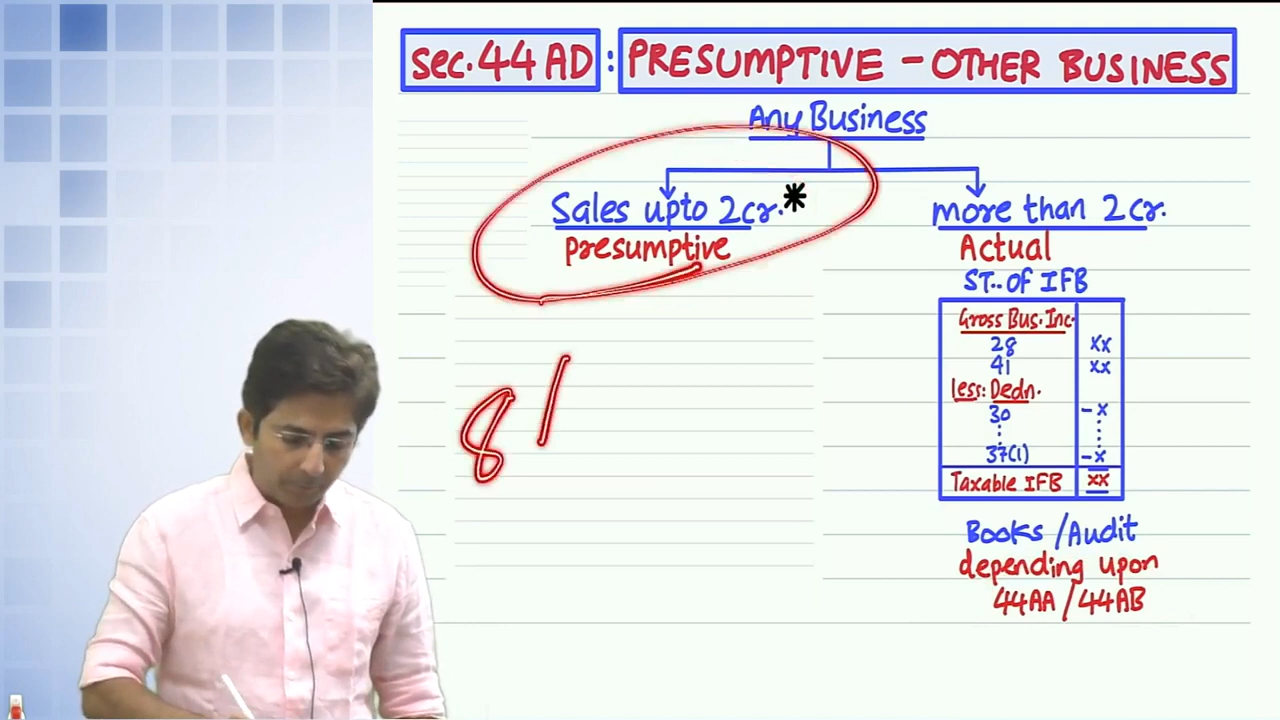 Sec. 44 AD : PRESUMPTIVE - OTHER BUSINESS
Any Business
Sales upto 2cr.*
presumptive
8/
more than 2 cr.
Actual
ST.. OF IFB
Gross Bus. Inc.
28 xx
41 xx
less: Dedn.
30 -x
⋮ ⋮
37(1) -x
Taxable IFB xx
Books / Audit
depending upon
44AA / 44AB